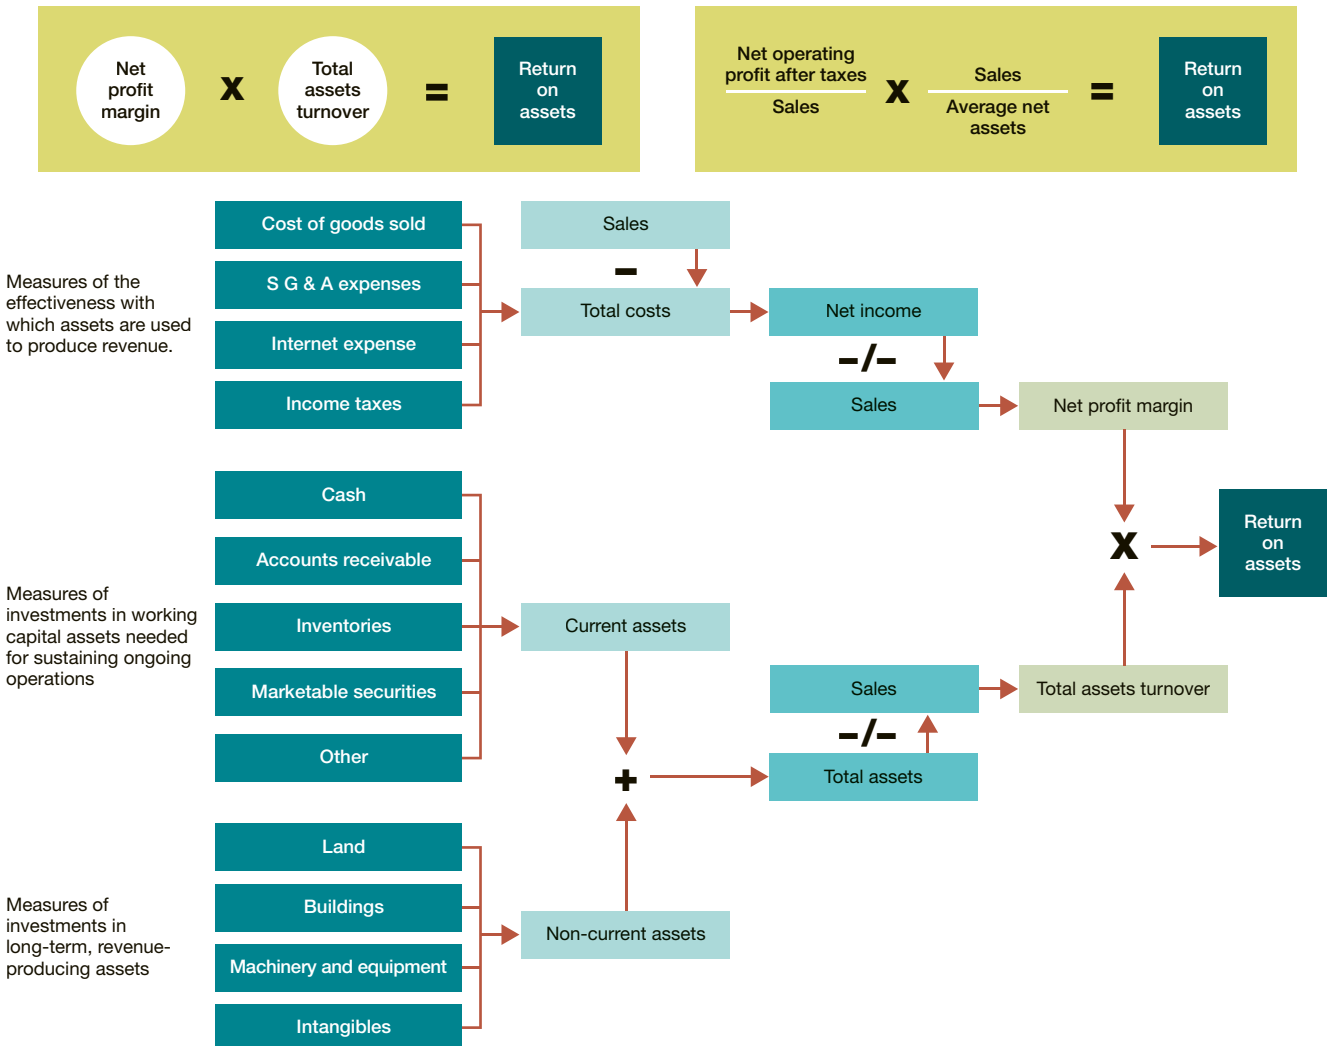 Net
profit
margin
X
Total
assets
turnover
=
Return
on
assets
Net operating
profit after taxes
Sales
X
Sales
Average net
assets
=
Return
on
assets
Measures of the
effectiveness with
which assets are used
to produce revenue.
Cost of goods sold
S G & A expenses
Internet expense
Income taxes
Sales
–
Total costs
Net income
–/–
Sales
Net profit margin
Measures of
investments in working
capital assets needed
for sustaining ongoing
operations
Cash
Accounts receivable
Inventories
Marketable securities
Other
Current assets
+
Sales
–/–
Total assets
Total assets turnover
X
Return
on
assets
Measures of
investments in
long-term, revenue-
producing assets
Land
Buildings
Machinery and equipment
Intangibles
Non-current assets